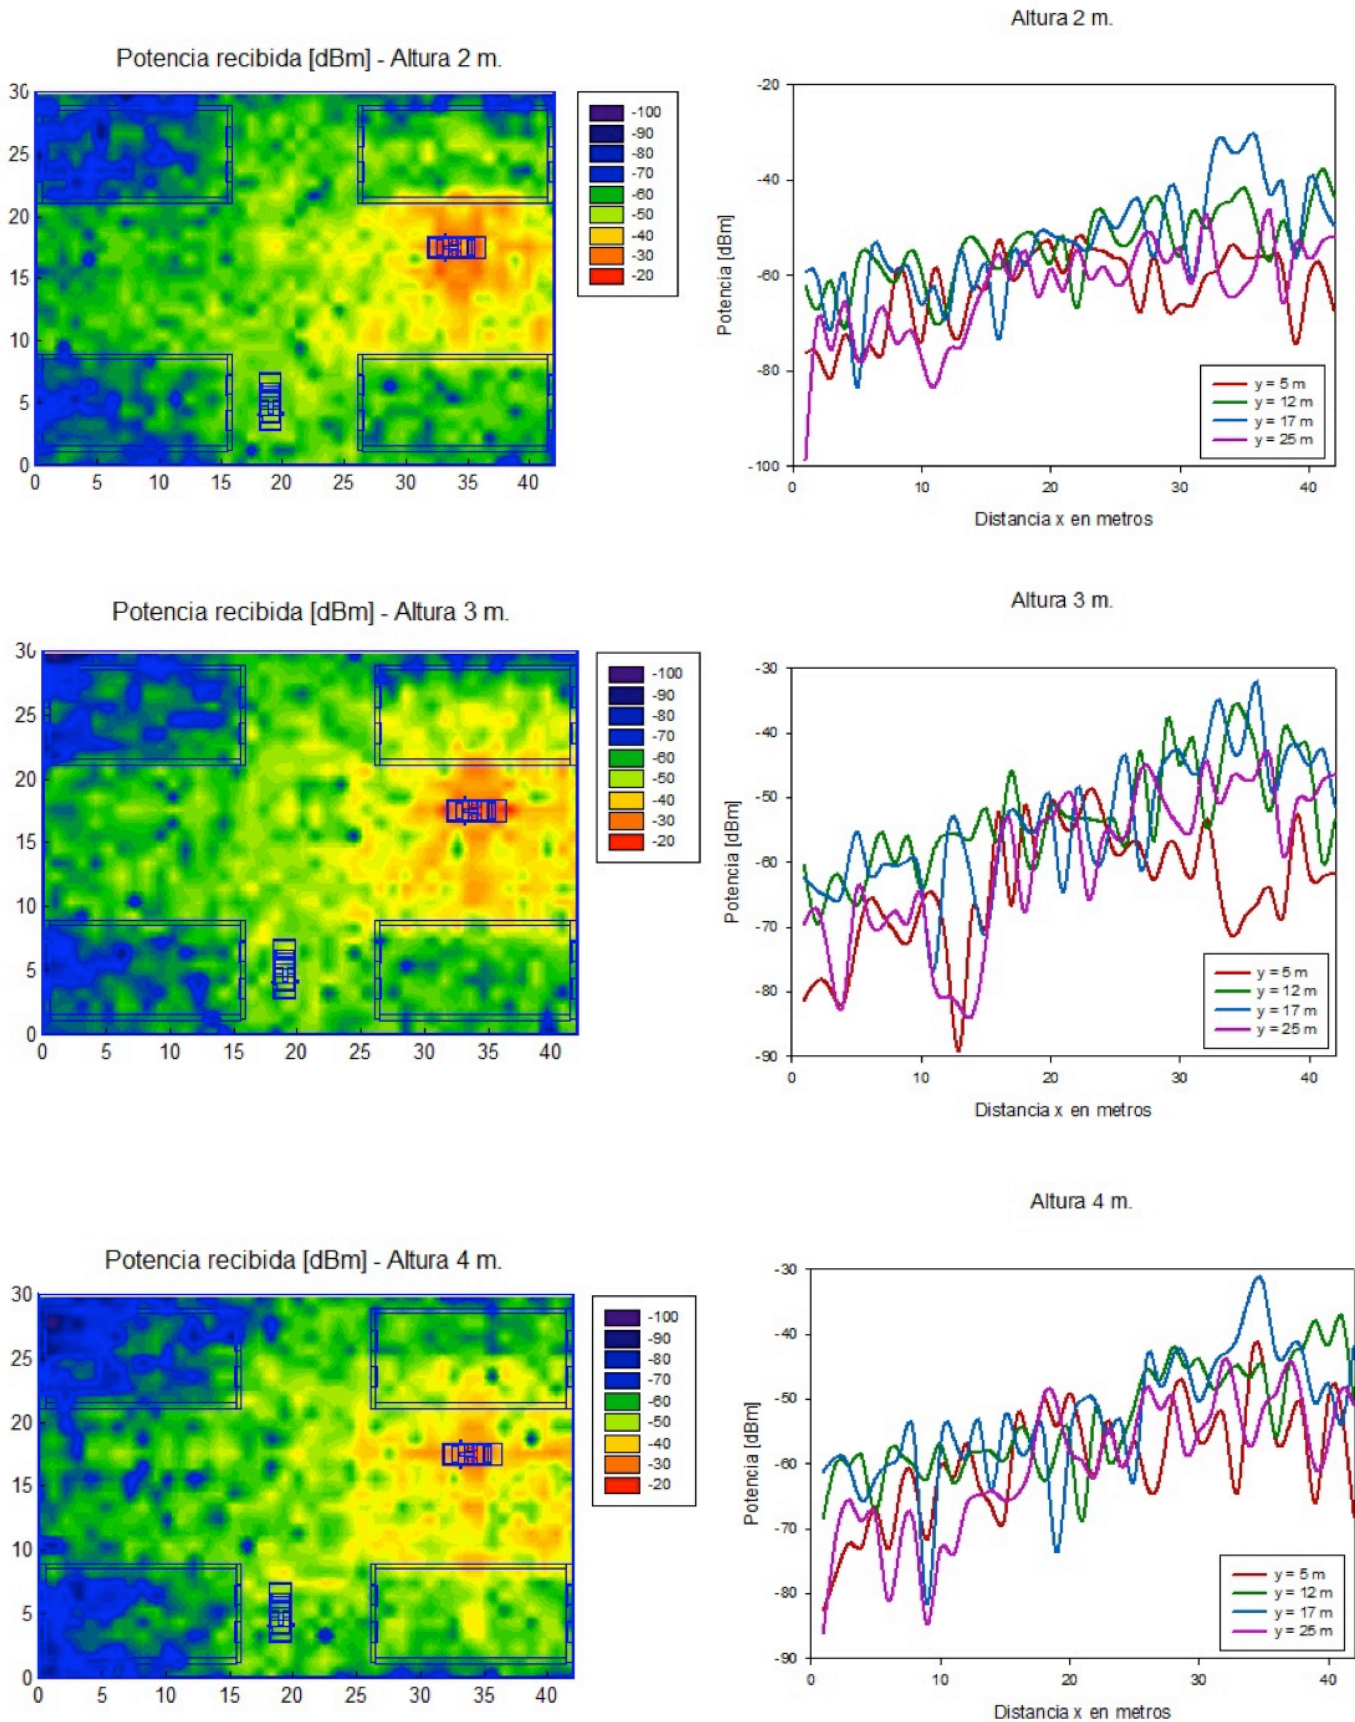 Altura 2 m.
Potencia recibida [dBm] - Altura 2 m.
30
25
20
15
10
5
0
0 5 10 15 20 25 30 35 40
-100
-90
-80
-70
-60
-50
-40
-30
-20
-20
-40
-60
-80
-100
Potencia [dBm]
0 10 20 30 40
Distancia x en metros
y = 5 m
y = 12 m
y = 17 m
y = 25 m
Altura 3 m.
Potencia recibida [dBm] - Altura 3 m.
30
25
20
15
10
5
0
0 5 10 15 20 25 30 35 40
-100
-90
-80
-70
-60
-50
-40
-30
-20
-30
-40
-50
-60
-70
-80
-90
Potencia [dBm]
0 10 20 30 40
Distancia x en metros
y = 5 m
y = 12 m
y = 17 m
y = 25 m
Altura 4 m.
Potencia recibida [dBm] - Altura 4 m.
30
25
20
15
10
5
0
0 5 10 15 20 25 30 35 40
-100
-90
-80
-70
-60
-50
-40
-30
-20
-30
-40
-50
-60
-70
-80
-90
Potencia [dBm]
0 10 20 30 40
Distancia x en metros
y = 5 m
y = 12 m
y = 17 m
y = 25 m